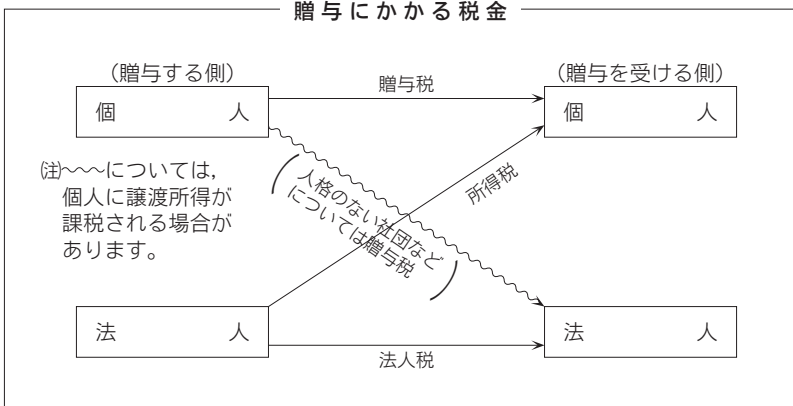 贈与にかかる税金
(贈与する側)
(贈与を受ける側)
個人
贈与税
個人
㊟〰〰については,
個人に譲渡所得が
課税される場合が
あります。
(人格のない社団など
については贈与税)
所得税
法人
法人税
法人